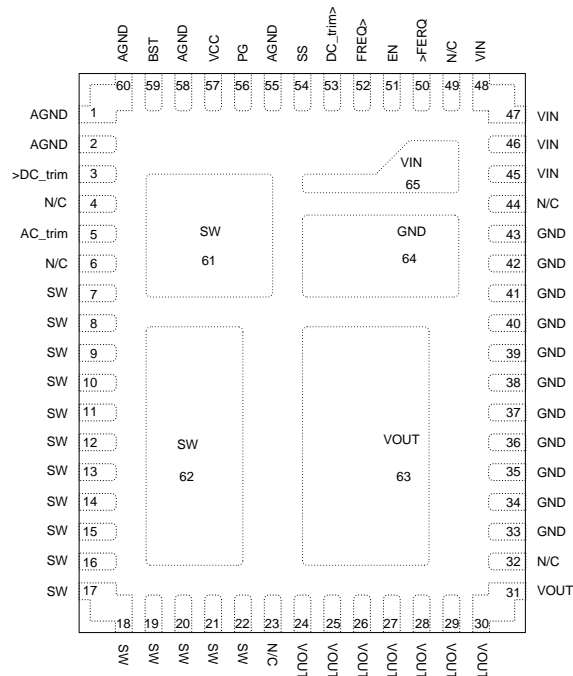 AGND BST AGND VCC PG AGND SS DC_trim> FREQ> EN >FERQ N/C VIN
60 59 58 57 56 55 54 53 52 51 50 49 48
AGND 1 47 VIN
AGND 2 46 VIN
>DC_trim 3 45 VIN
N/C 4 44 N/C
AC_trim 5 43 GND
N/C 6 42 GND
SW 7 41 GND
SW 8 40 GND
SW 9 39 GND
SW 10 38 GND
SW 11 37 GND
SW 12 36 GND
SW 13 35 GND
SW 14 34 GND
SW 15 33 GND
SW 16 32 N/C
SW 17 31 VOUT
VIN
65
SW
61
GND
64
SW
62
VOUT
63
18 19 20 21 22 23 24 25 26 27 28 29 30
SW SW SW SW SW N/C VOUT VOUT VOUT VOUT VOUT VOUT VOUT